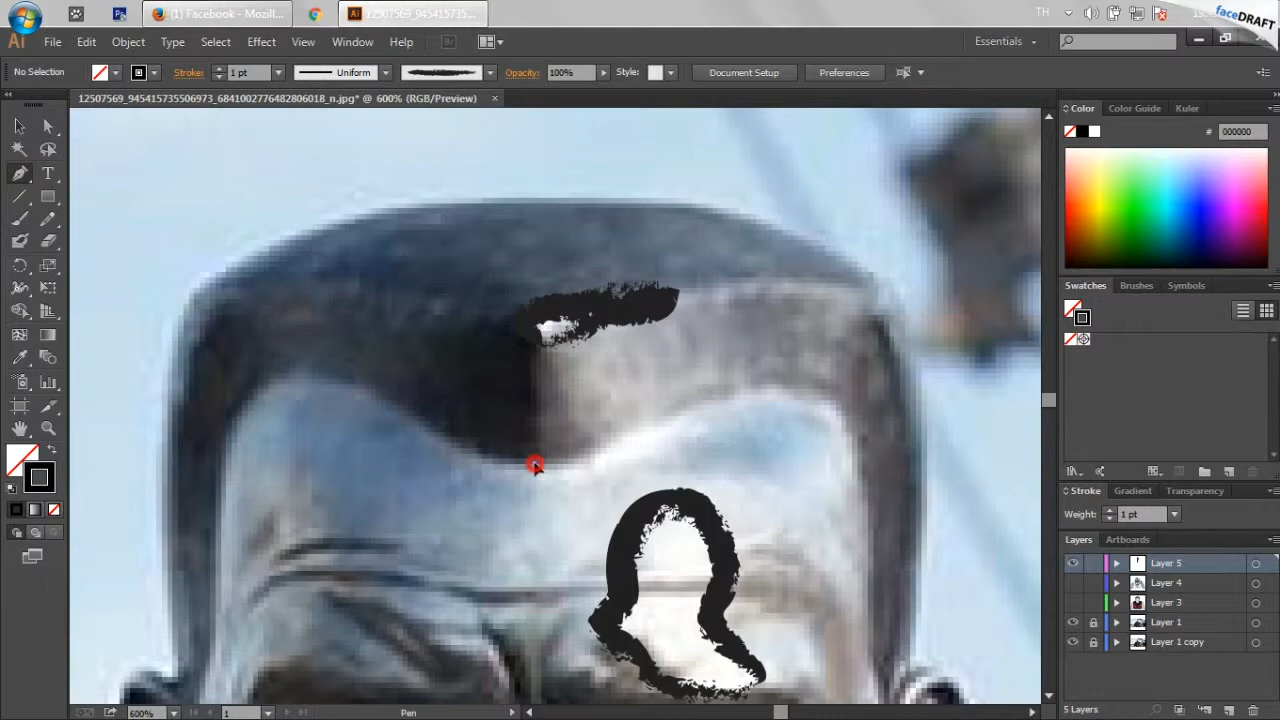 (1) Facebook - Mozill...
12507569_945415735...
TH
faceDRAFT
Ai
File Edit Object Type Select Effect View Window Help
Br
Essentials
No Selection
Stroke:
1 pt
Uniform
Opacity:
100%
Style:
Document Setup
Preferences
12507569_945415735506973_6841002776482806018_n.jpg* @ 600% (RGB/Preview)
Color Color Guide Kuler
# 000000
Swatches Brushes Symbols
Stroke Gradient Transparency
Weight: 1 pt
Layers Artboards
Layer 5
Layer 4
Layer 3
Layer 1
Layer 1 copy
5 Layers
600%
1
Pen